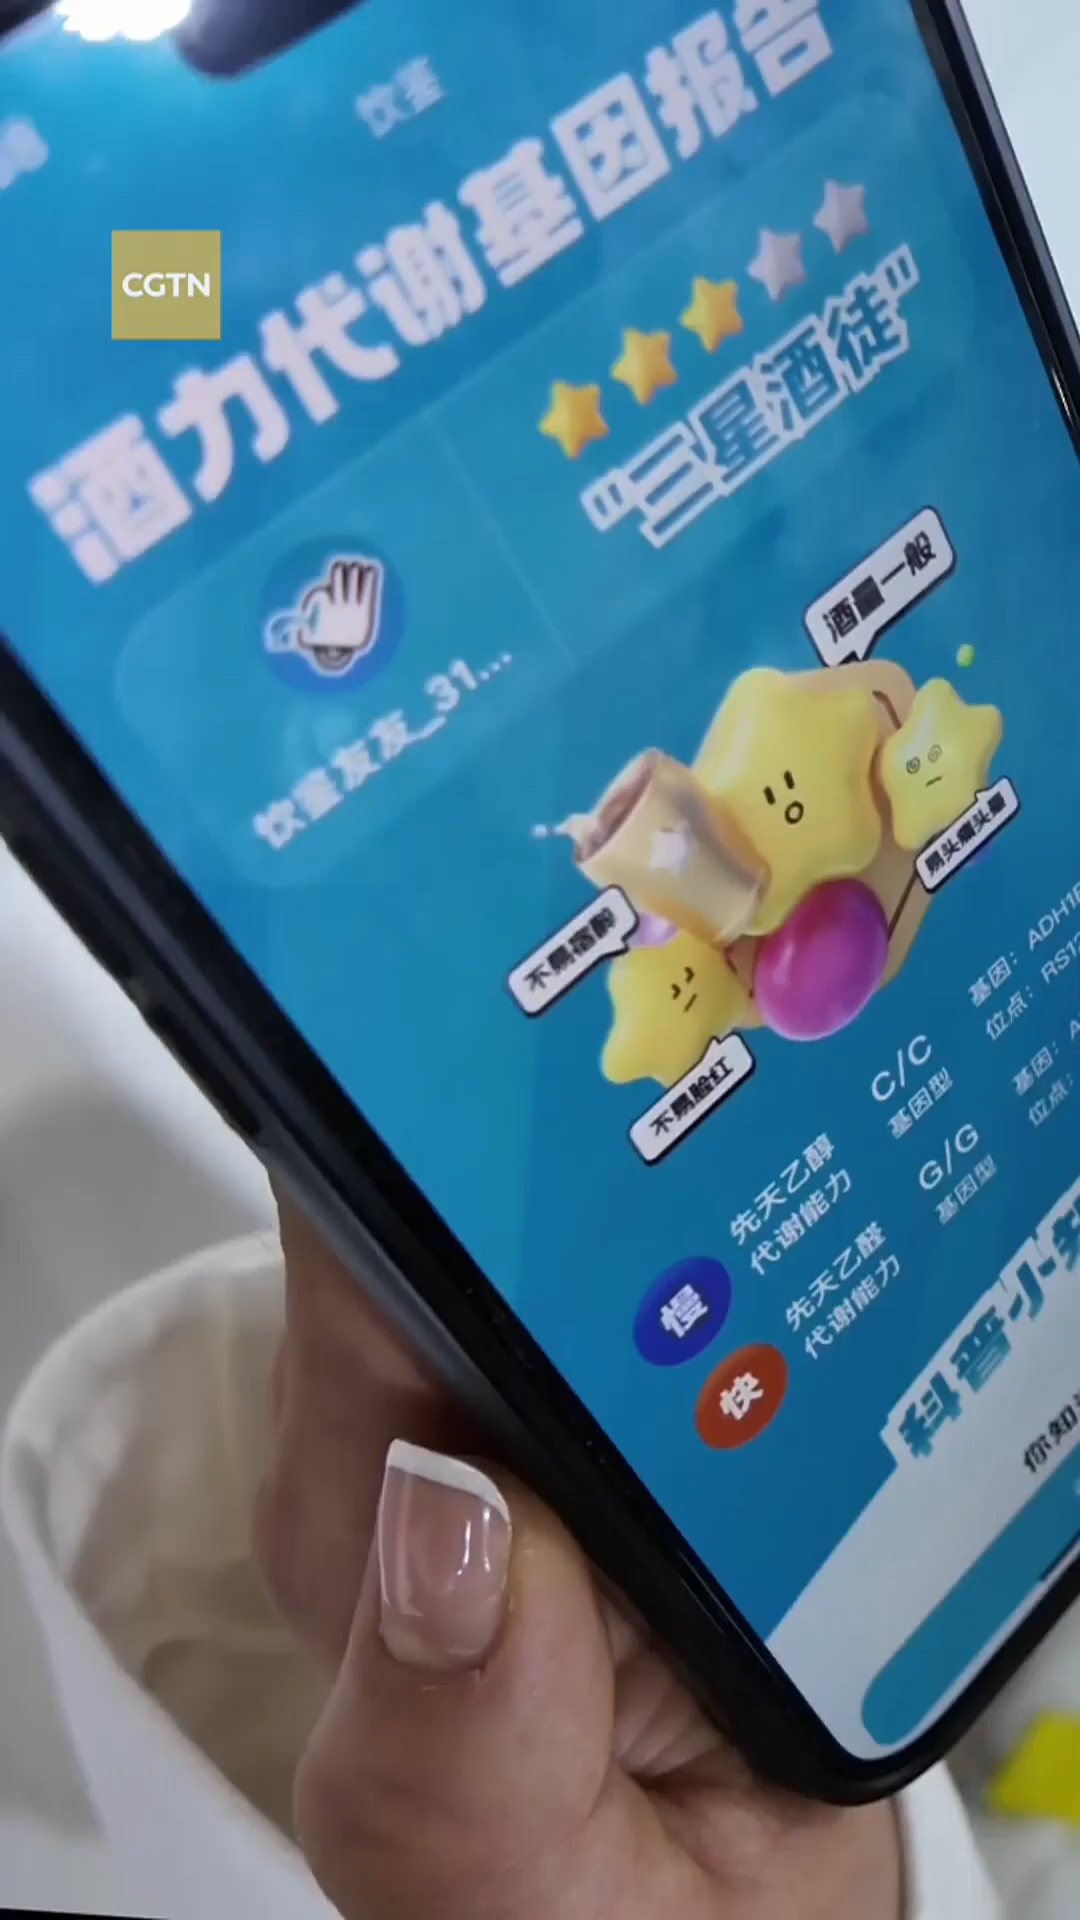 饮鉴
酒力代谢基因报告
CGTN
"三星酒徒"
饮鉴友友_31...
酒量一般
易头痛头晕
不易宿醉
不易脸红
慢
先天乙醇
代谢能力
C/C
基因型
基因：ADH1B
位点：RS12
快
先天乙醛
代谢能力
G/G
基因型
基因：A
位点：
科普小
你知